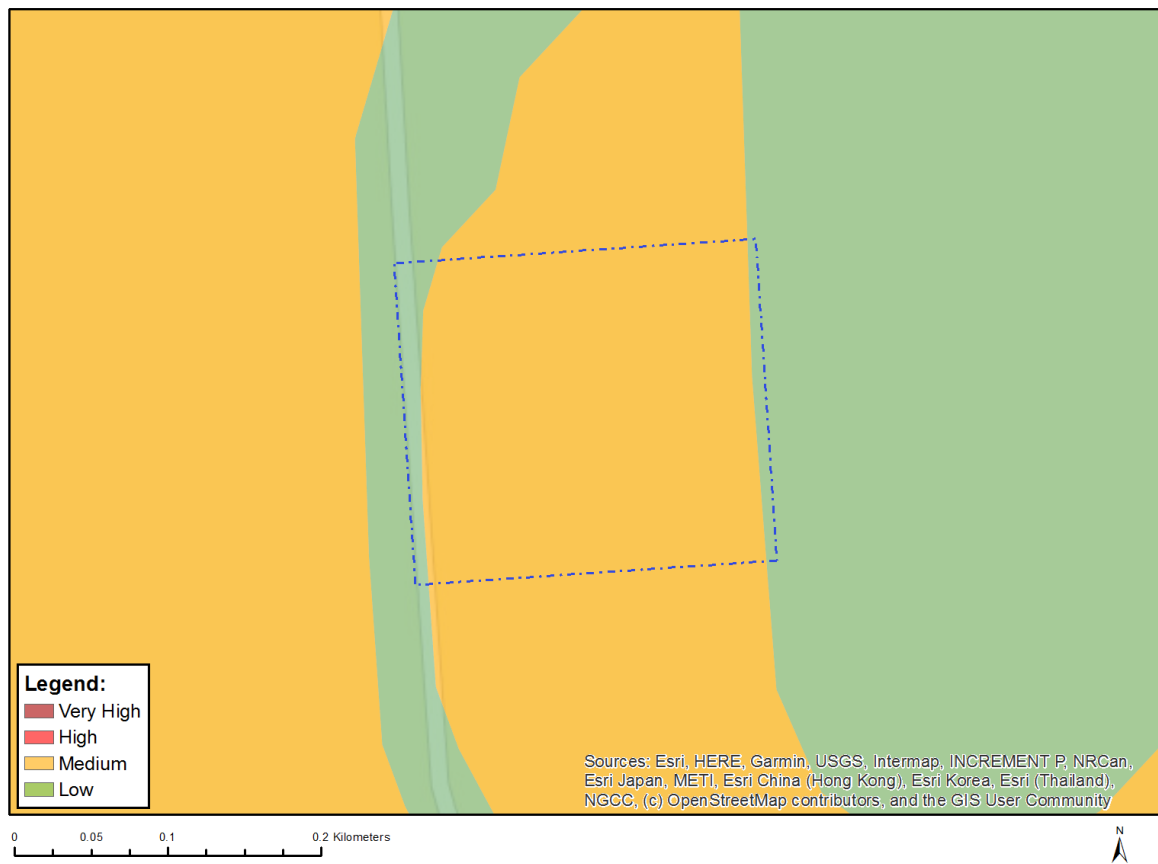 Legend:
Very High
High
Medium
Low
Sources: Esri, HERE, Garmin, USGS, Intermap, INCREMENT P, NRCan,
Esri Japan, METI, Esri China (Hong Kong), Esri Korea, Esri (Thailand),
NGCC, (c) OpenStreetMap contributors, and the GIS User Community
0 0.05 0.1 0.2 Kilometers
N